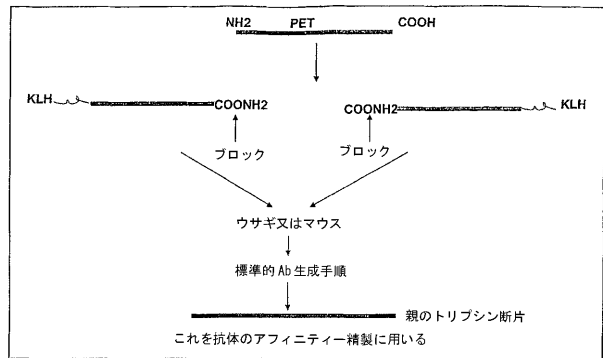 NH2 PET COOH
KLH COONH2 COONH2 KLH
ブロック ブロック
ウサギ又はマウス
標準的Ab生成手順
親のトリプシン断片
これを抗体のアフィニティー精製に用いる